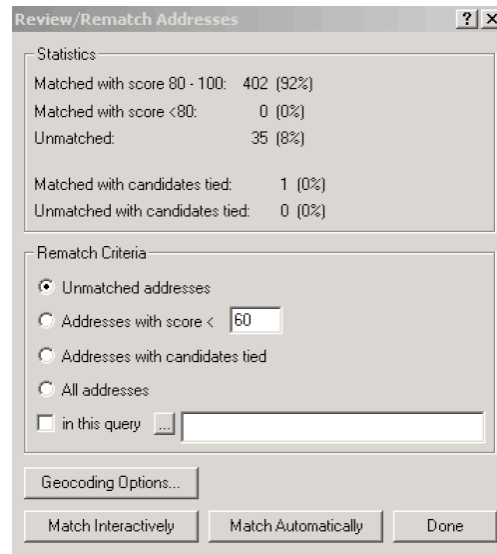 Review/Rematch Addresses ? X
Statistics
Matched with score 80 - 100: 402 (92%)
Matched with score <80: 0 (0%)
Unmatched: 35 (8%)
Matched with candidates tied: 1 (0%)
Unmatched with candidates tied: 0 (0%)
Rematch Criteria
Unmatched addresses
Addresses with score < 60
Addresses with candidates tied
All addresses
in this query ...
Geocoding Options...
Match Interactively Match Automatically Done